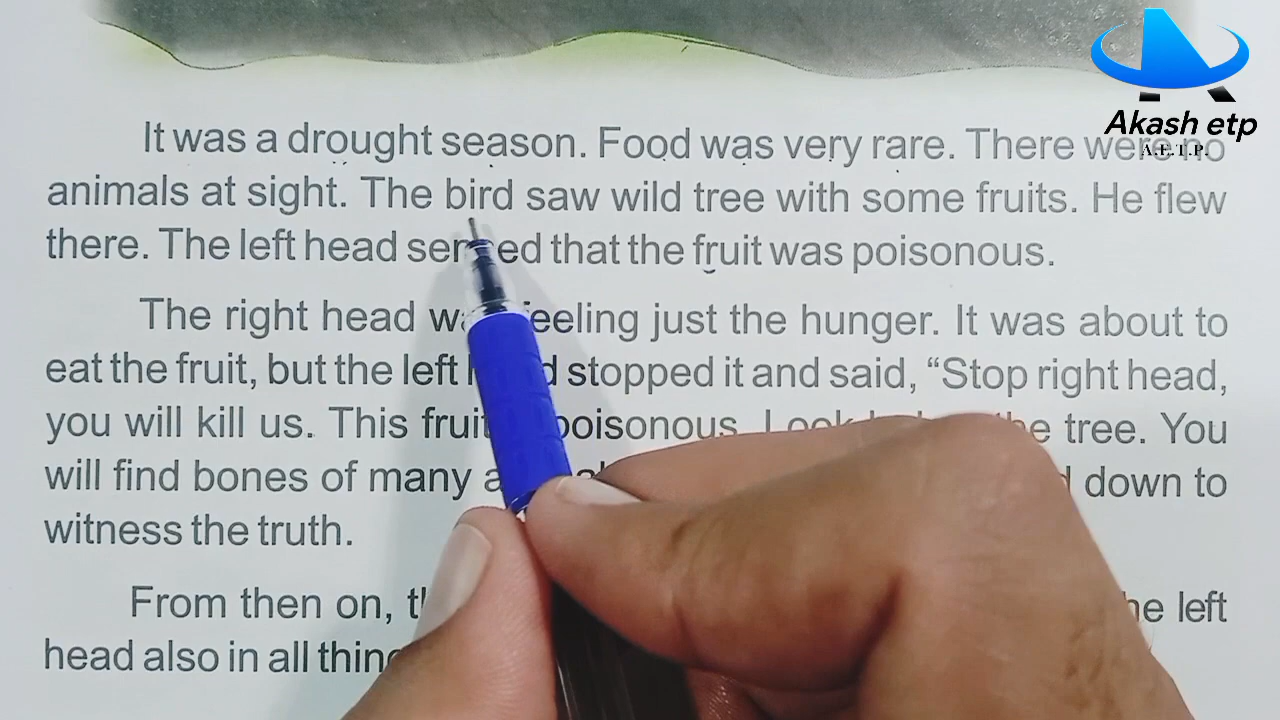 Akash etp
A.E.T.P.
It was a drought season. Food was very rare. There were no
animals at sight. The bird saw wild tree with some fruits. He flew
there. The left head sensed that the fruit was poisonous.
The right head was feeling just the hunger. It was about to
eat the fruit, but the left head stopped it and said, “Stop right head,
you will kill us. This fruit poisonous. Look the tree. You
will find bones of many down to
witness the truth.
From then on, left
head also in all